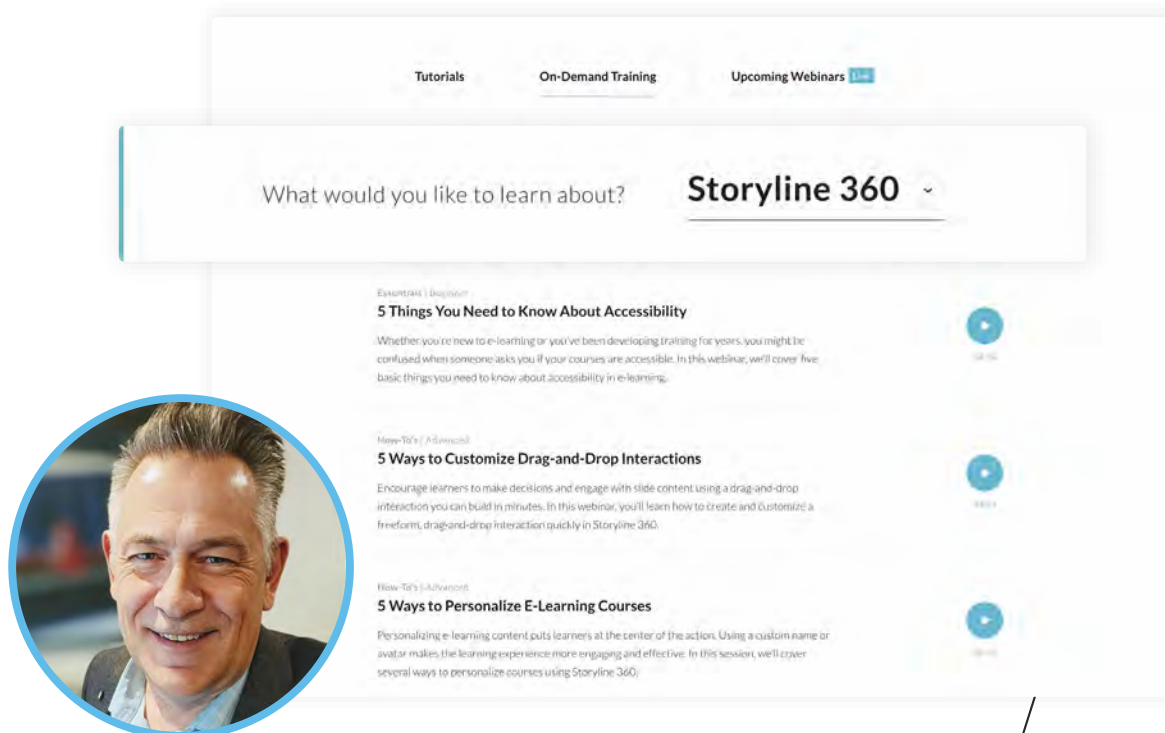 Tutorials On-Demand Training Upcoming Webinars Live
What would you like to learn about? Storyline 360
Essentials | Beginner
5 Things You Need to Know About Accessibility
Whether you're new to e-learning or you've been developing training for years, you might be
confused when someone asks you if your courses are accessible. In this webinar, we'll cover five
basic things you need to know about accessibility in e-learning.
How-To's | Advanced
5 Ways to Customize Drag-and-Drop Interactions
Encourage learners to make decisions and engage with slide content using a drag-and-drop
interaction you can build in minutes. In this webinar, you'll learn how to create and customize a
freeform, drag-and-drop interaction quickly in Storyline 360.
How-To's | Advanced
5 Ways to Personalize E-Learning Courses
Personalizing e-learning content puts learners at the center of the action. Using a custom name or
avatar makes the learning experience more engaging and effective. In this session, we'll cover
several ways to personalize courses using Storyline 360.